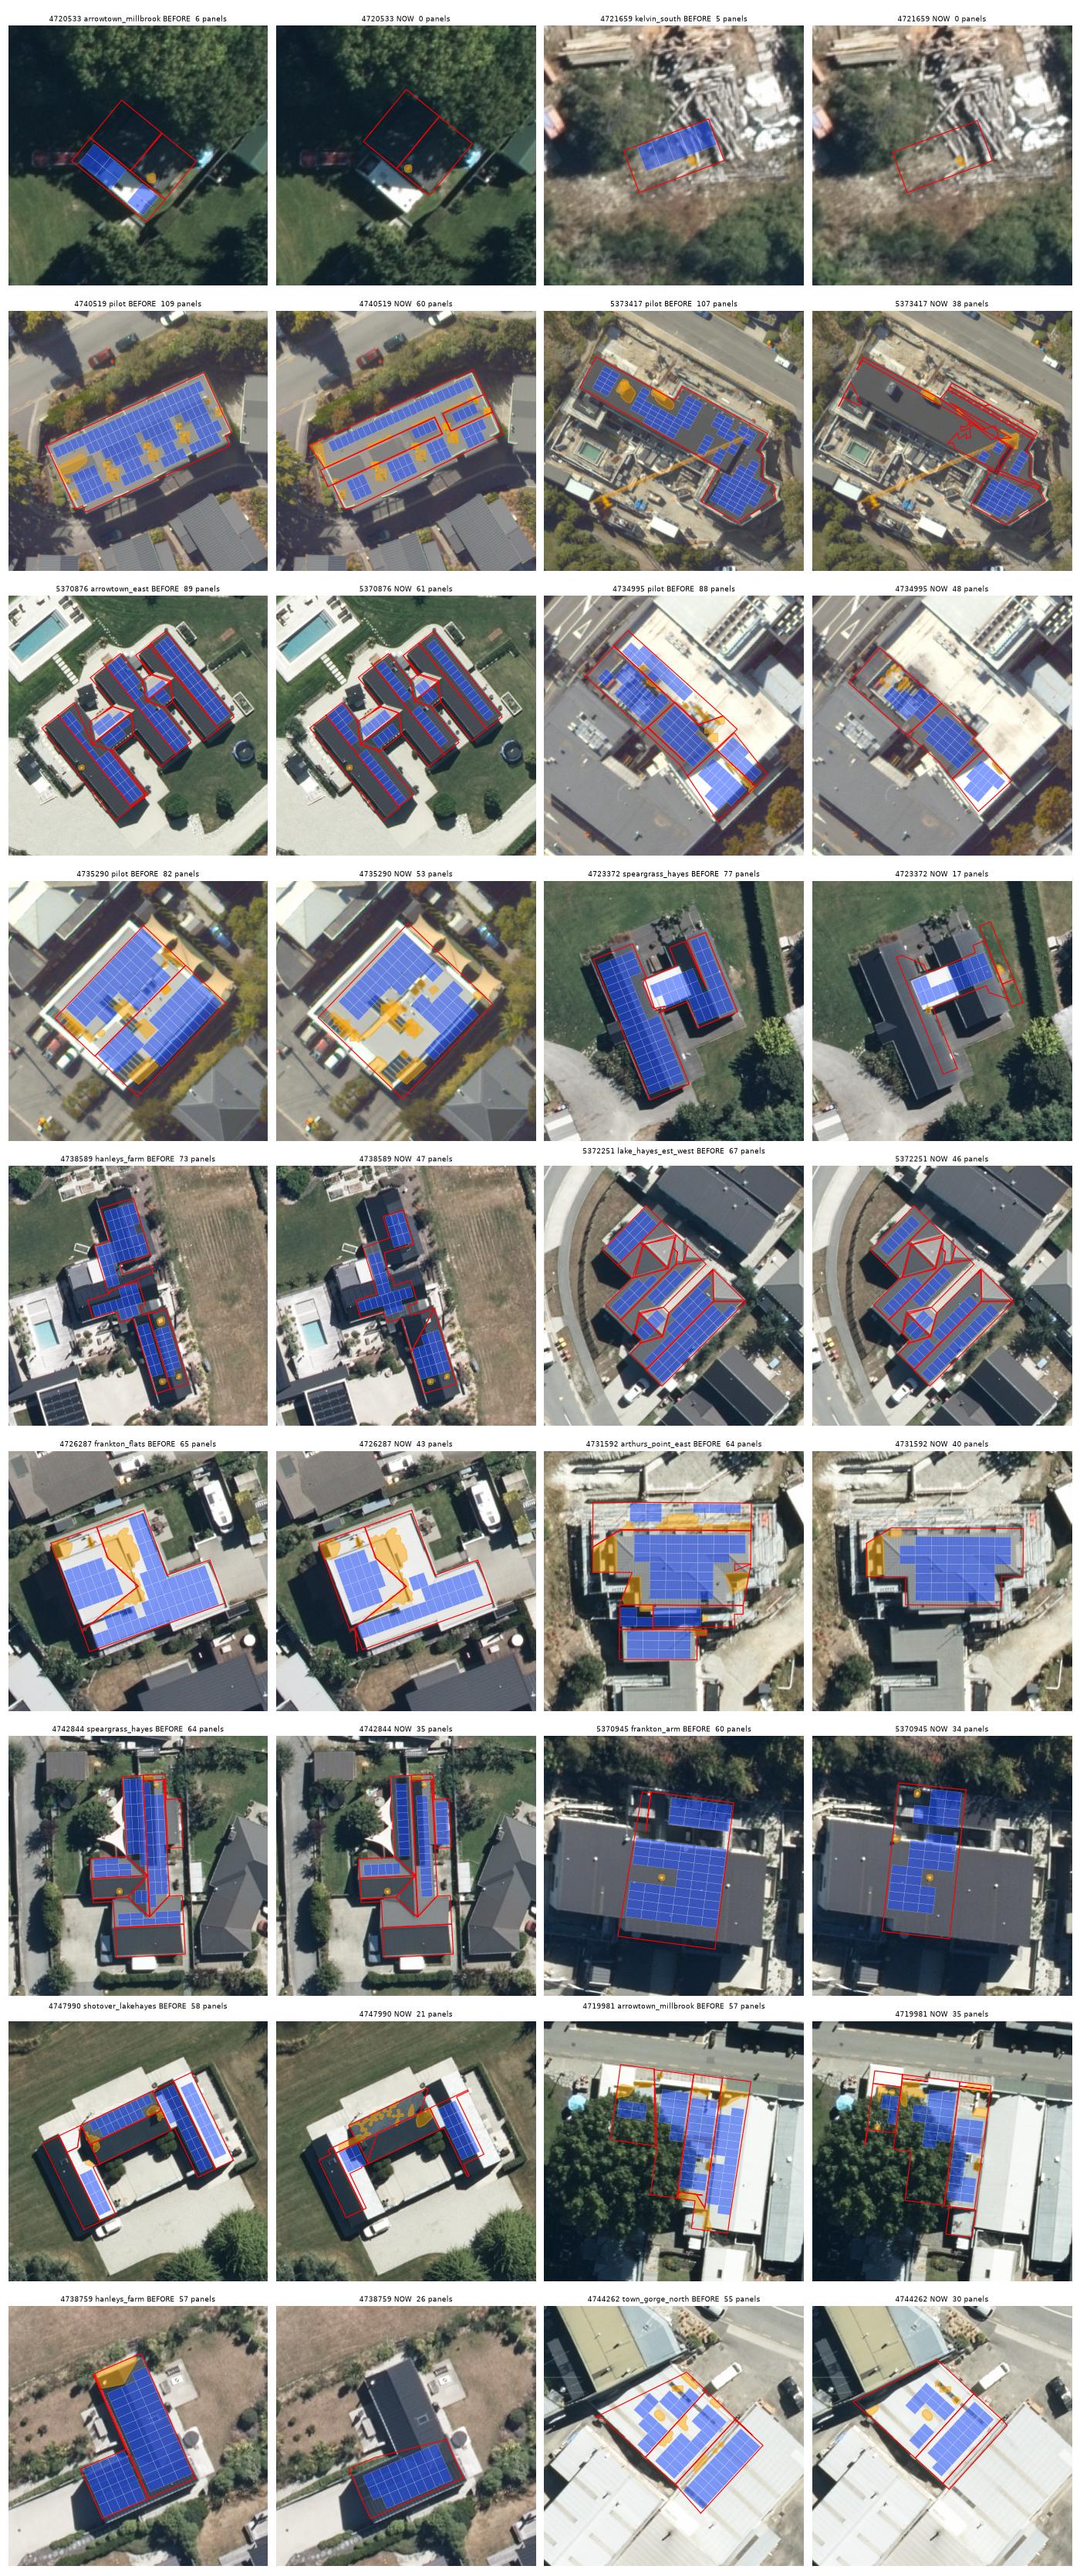 4720533 arrowtown_millbrook BEFORE 6 panels
4720533 NOW 0 panels
4721659 kelvin_south BEFORE 5 panels
4721659 NOW 0 panels
4740519 pilot BEFORE 109 panels
4740519 NOW 60 panels
5373417 pilot BEFORE 107 panels
5373417 NOW 38 panels
5370876 arrowtown_east BEFORE 89 panels
5370876 NOW 61 panels
4734995 pilot BEFORE 88 panels
4734995 NOW 48 panels
4735290 pilot BEFORE 82 panels
4735290 NOW 53 panels
4723372 speargrass_hayes BEFORE 77 panels
4723372 NOW 17 panels
4738589 hanleys_farm BEFORE 73 panels
4738589 NOW 47 panels
5372251 lake_hayes_est_west BEFORE 67 panels
5372251 NOW 46 panels
4726287 frankton_flats BEFORE 65 panels
4726287 NOW 43 panels
4731592 arthurs_point_east BEFORE 64 panels
4731592 NOW 40 panels
4742844 speargrass_hayes BEFORE 64 panels
4742844 NOW 35 panels
5370945 frankton_arm BEFORE 60 panels
5370945 NOW 34 panels
4747990 shotover_lakehayes BEFORE 58 panels
4747990 NOW 21 panels
4719981 arrowtown_millbrook BEFORE 57 panels
4719981 NOW 35 panels
4738759 hanleys_farm BEFORE 57 panels
4738759 NOW 26 panels
4744262 town_gorge_north BEFORE 55 panels
4744262 NOW 30 panels